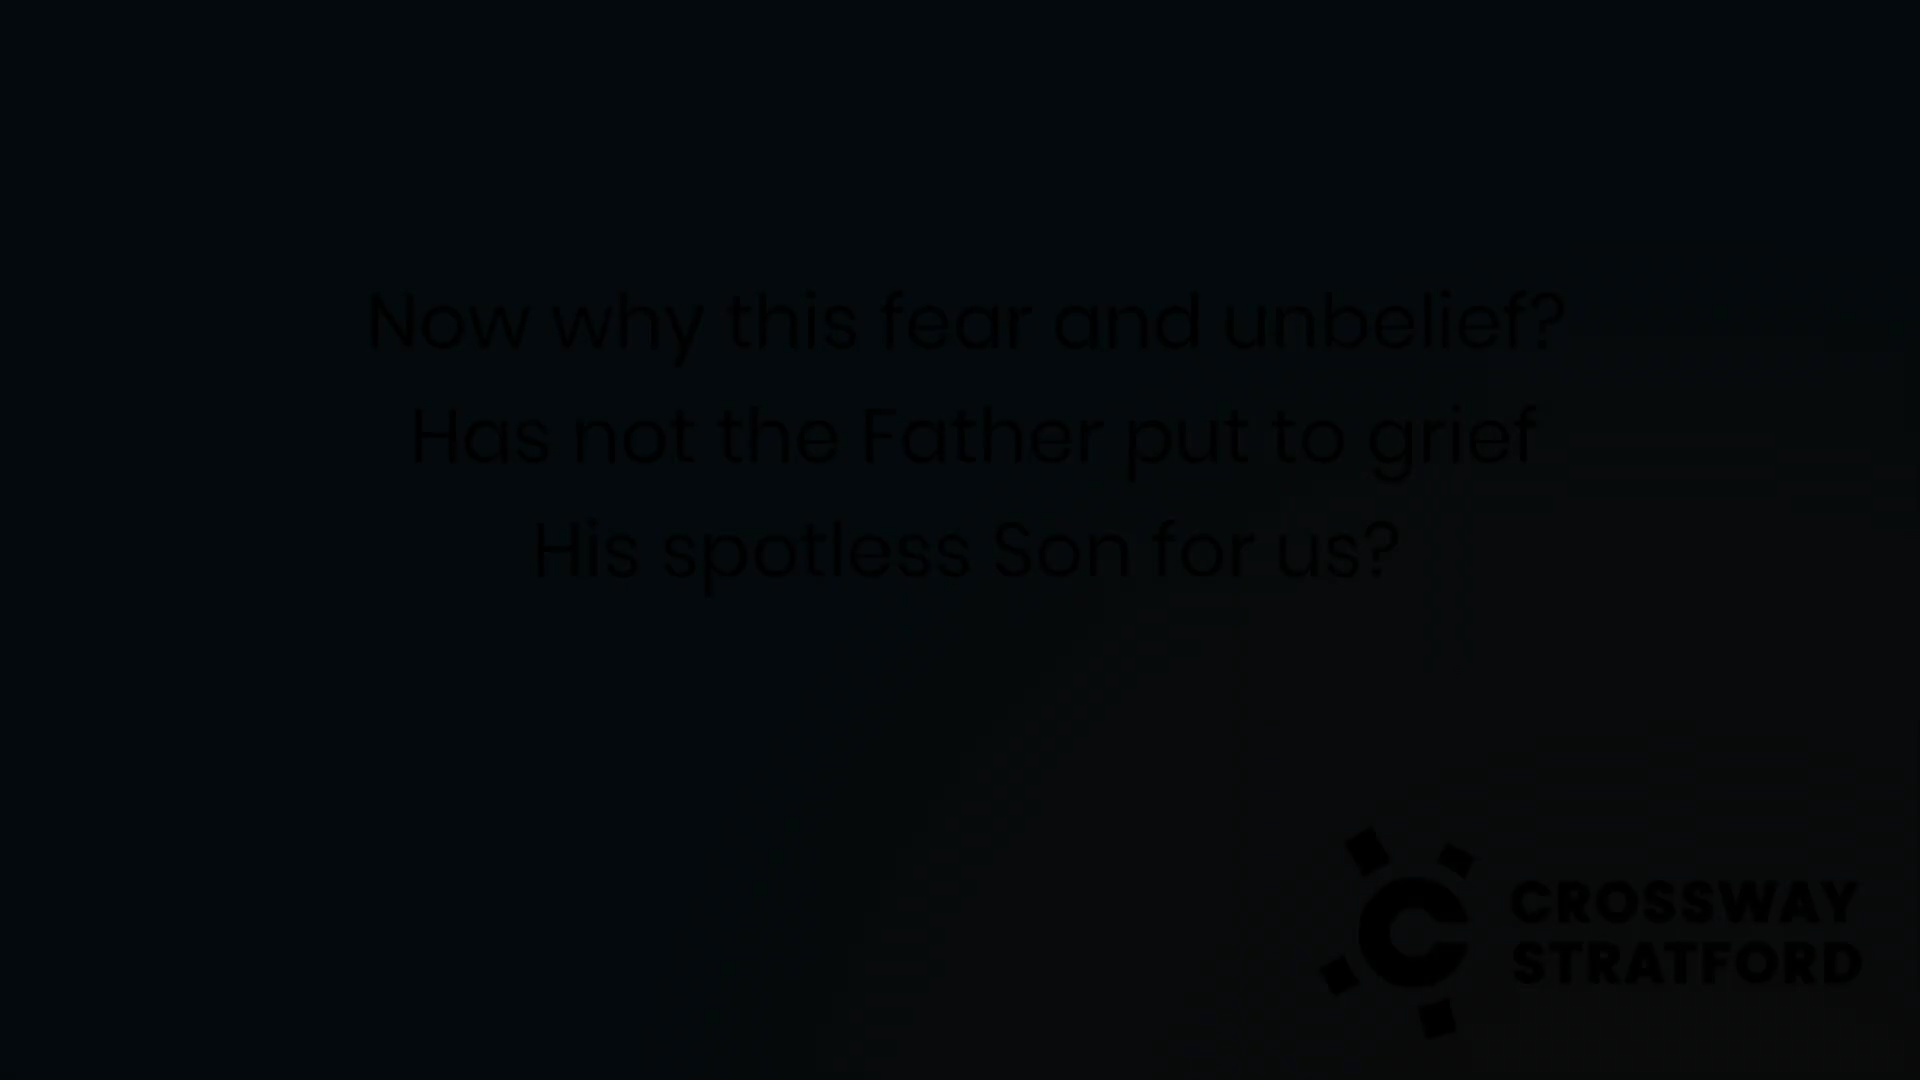 Now why this fear and unbelief?
Has not the Father put to grief
His spotless Son for us?
CROSSWAY
STRATFORD